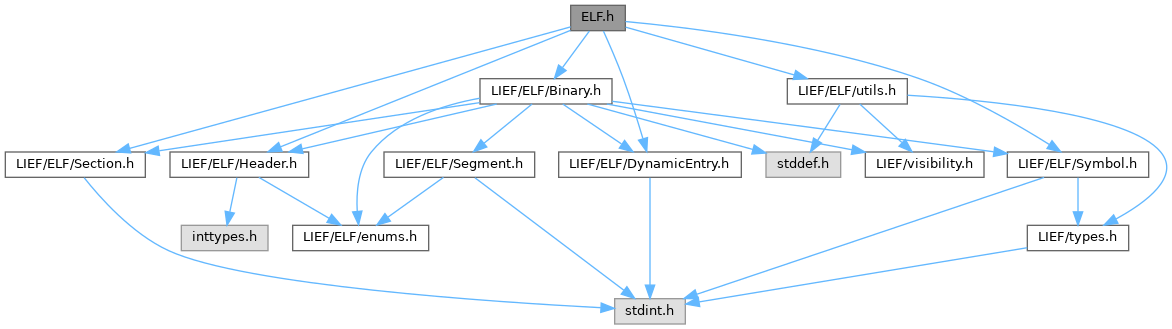 ELF.h
LIEF/ELF/Binary.h
LIEF/ELF/utils.h
LIEF/ELF/Section.h
LIEF/ELF/Header.h
LIEF/ELF/Segment.h
LIEF/ELF/DynamicEntry.h
stddef.h
LIEF/visibility.h
LIEF/ELF/Symbol.h
inttypes.h
LIEF/ELF/enums.h
LIEF/types.h
stdint.h